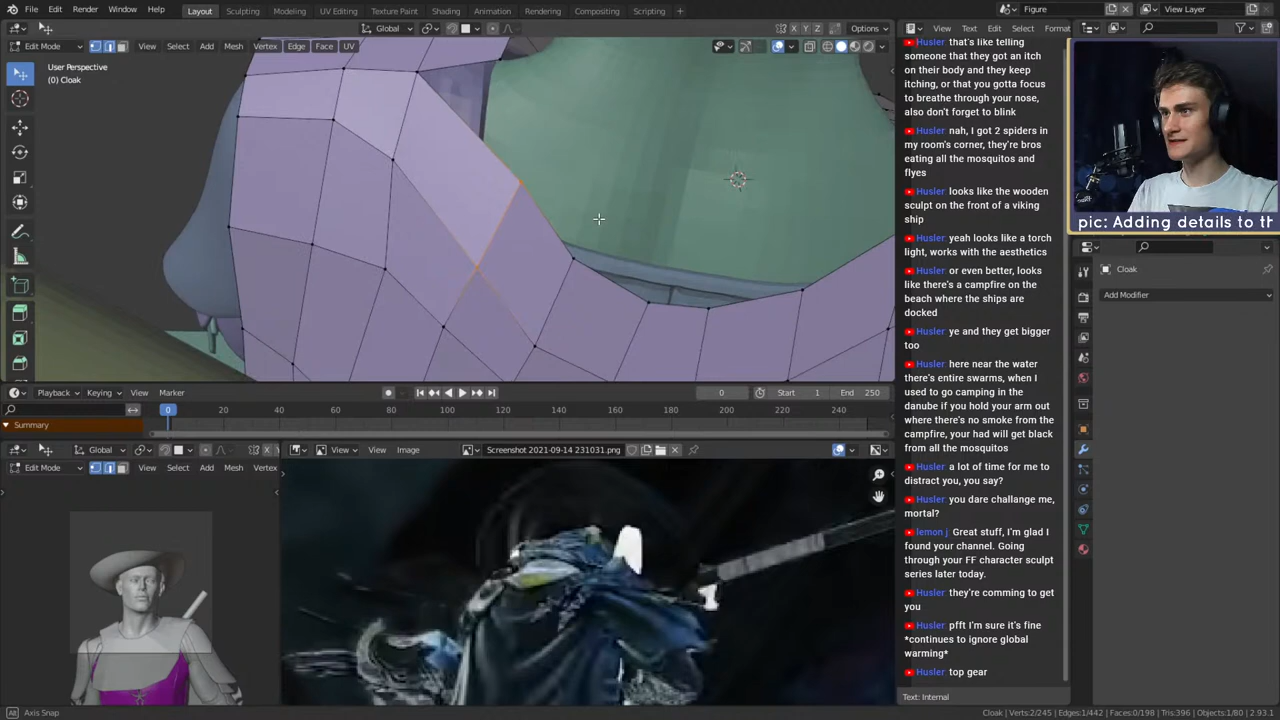 File Edit Render Window Help
Layout Sculpting Modeling UV Editing Texture Paint Shading Animation Rendering Compositing Scripting +
Figure View Layer
Global Options
Edit Mode View Select Add Mesh Vertex Edge Face UV
Text View Text Edit Select Format
User Perspective
(0) Cloak
Husler that's like telling
someone that they got an itch
on their body and they keep
itching, or that you gotta focus
to breathe through your nose,
also don't forget to blink
Husler nah, I got 2 spiders in
my room's corner, they're bros
eating all the mosquitos and
flyes
Husler looks like the wooden
sculpt on the front of a viking
ship
Husler yeah looks like a torch
light, works with the aesthetics
Husler or even better, looks
like there's a campfire on the
beach where the ships are
docked
Husler ye and they get bigger
too
Husler here near the water
there's entire swarms, when I
used to go camping in the
danube if you hold your arm out
where there's no smoke from the
campfire, your had will get black
from all the mosquitos
Husler a lot of time for me to
distract you, you say?
Husler you dare challange me,
mortal?
lemon j Great stuff, I'm glad I
found your channel. Going
through your FF character sculpt
series later today.
Husler they're comming to get
you
Husler pfft I'm sure it's fine
*continues to ignore global
warming*
Husler top gear
Text: Internal
pic: Adding details to th
Cloak
Add Modifier
Playback Keying View Marker 0 Start 1 End 250
0 20 40 60 80 100 120 140 160 180 200 220 240
Summary
Global
View View Image Screenshot 2021-09-14 231031.png
Edit Mode View Select Add Mesh Vertex
Axis Snap
Cloak | Verts:2/245 | Edges:1/442 | Faces:0/198 | Tris:396 | Objects:1/80 | 2.93.1